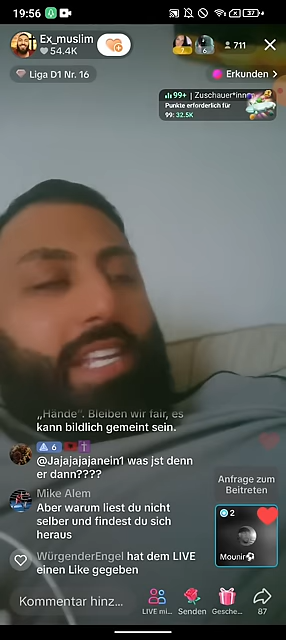 19:56
37
Ex_muslim
54.4K
711
Liga D1 Nr. 16
Erkunden
99+ | Zuschauer*innen
Punkte erforderlich für
99: 32.5K
„Hände". Bleiben wir fair, es
kann bildlich gemeint sein.
6
@Jajajajajanein1 was jst denn
er dann????
Mike Alem
Aber warum liest du nicht
selber und findest du sich
heraus
Anfrage zum
Beitreten
2
Mounir⚽
WürgenderEngel hat dem LIVE
einen Like gegeben
Kommentar hinz...
LIVE mi...
Senden
Gesche...
87